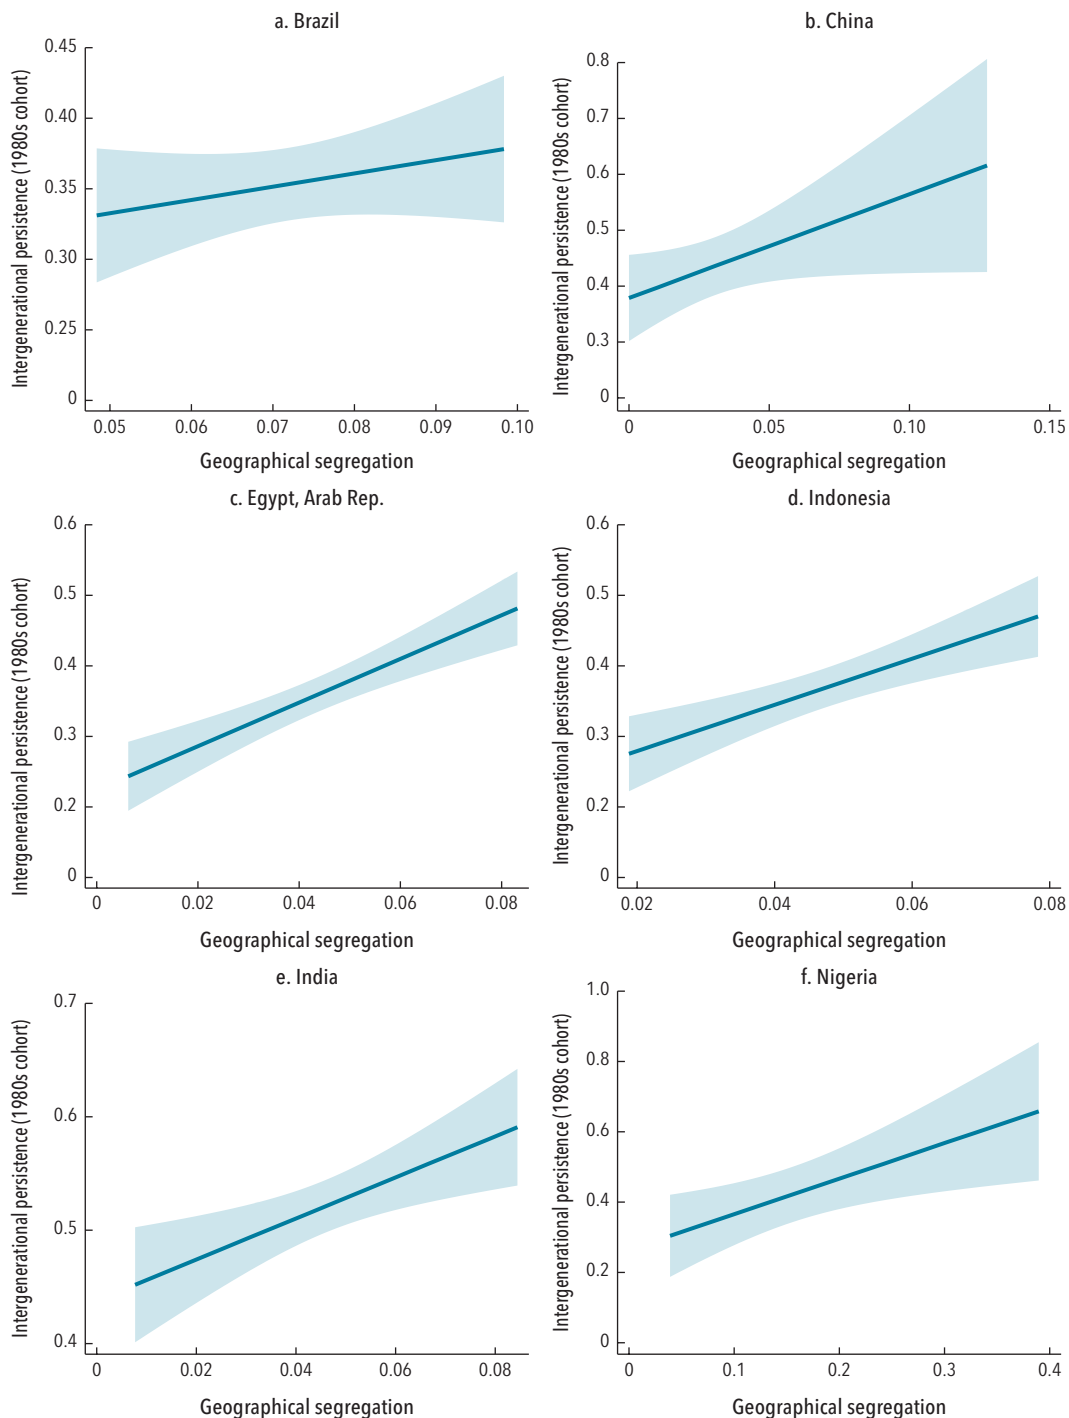 a. Brazil
Intergenerational persistence (1980s cohort)
0.45
0.40
0.35
0.30
0.25
0
0.05 0.06 0.07 0.08 0.09 0.10
Geographical segregation
b. China
Intergenerational persistence (1980s cohort)
0.8
0.7
0.6
0.5
0.4
0.3
0
0 0.05 0.10 0.15
Geographical segregation
c. Egypt, Arab Rep.
Intergenerational persistence (1980s cohort)
0.6
0.5
0.4
0.3
0.2
0
0 0.02 0.04 0.06 0.08
Geographical segregation
d. Indonesia
Intergenerational persistence (1980s cohort)
0.6
0.5
0.4
0.3
0.2
0
0.02 0.04 0.06 0.08
Geographical segregation
e. India
Intergenerational persistence (1980s cohort)
0.7
0.6
0.5
0.4
0 0.02 0.04 0.06 0.08
Geographical segregation
f. Nigeria
Intergenerational persistence (1980s cohort)
1.0
0.8
0.6
0.4
0.2
0
0 0.1 0.2 0.3 0.4
Geographical segregation